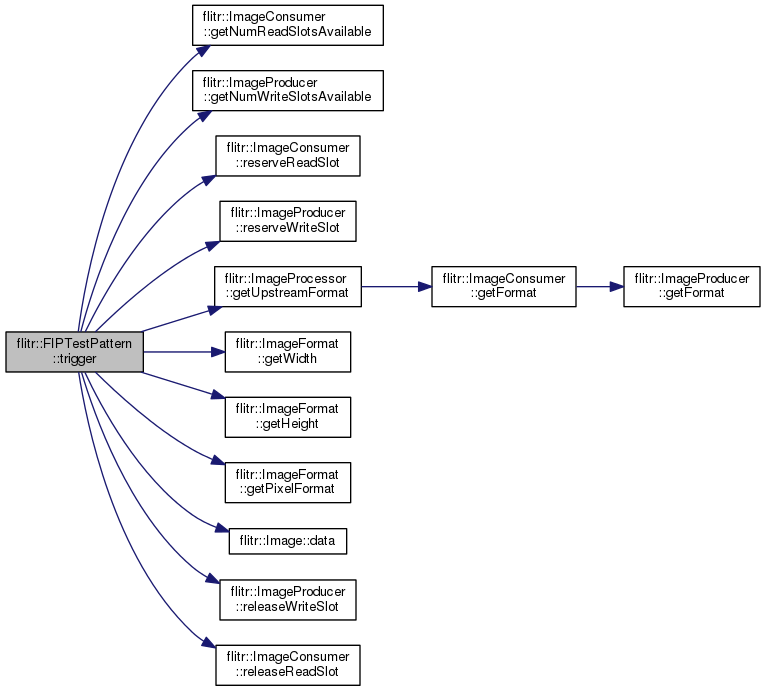 flitr::ImageConsumer
::getNumReadSlotsAvailable
flitr::ImageProducer
::getNumWriteSlotsAvailable
flitr::ImageConsumer
::reserveReadSlot
flitr::ImageProducer
::reserveWriteSlot
flitr::ImageProcessor
::getUpstreamFormat
flitr::ImageConsumer
::getFormat
flitr::ImageProducer
::getFormat
flitr::FIPTestPattern
::trigger
flitr::ImageFormat
::getWidth
flitr::ImageFormat
::getHeight
flitr::ImageFormat
::getPixelFormat
flitr::Image::data
flitr::ImageProducer
::releaseWriteSlot
flitr::ImageConsumer
::releaseReadSlot